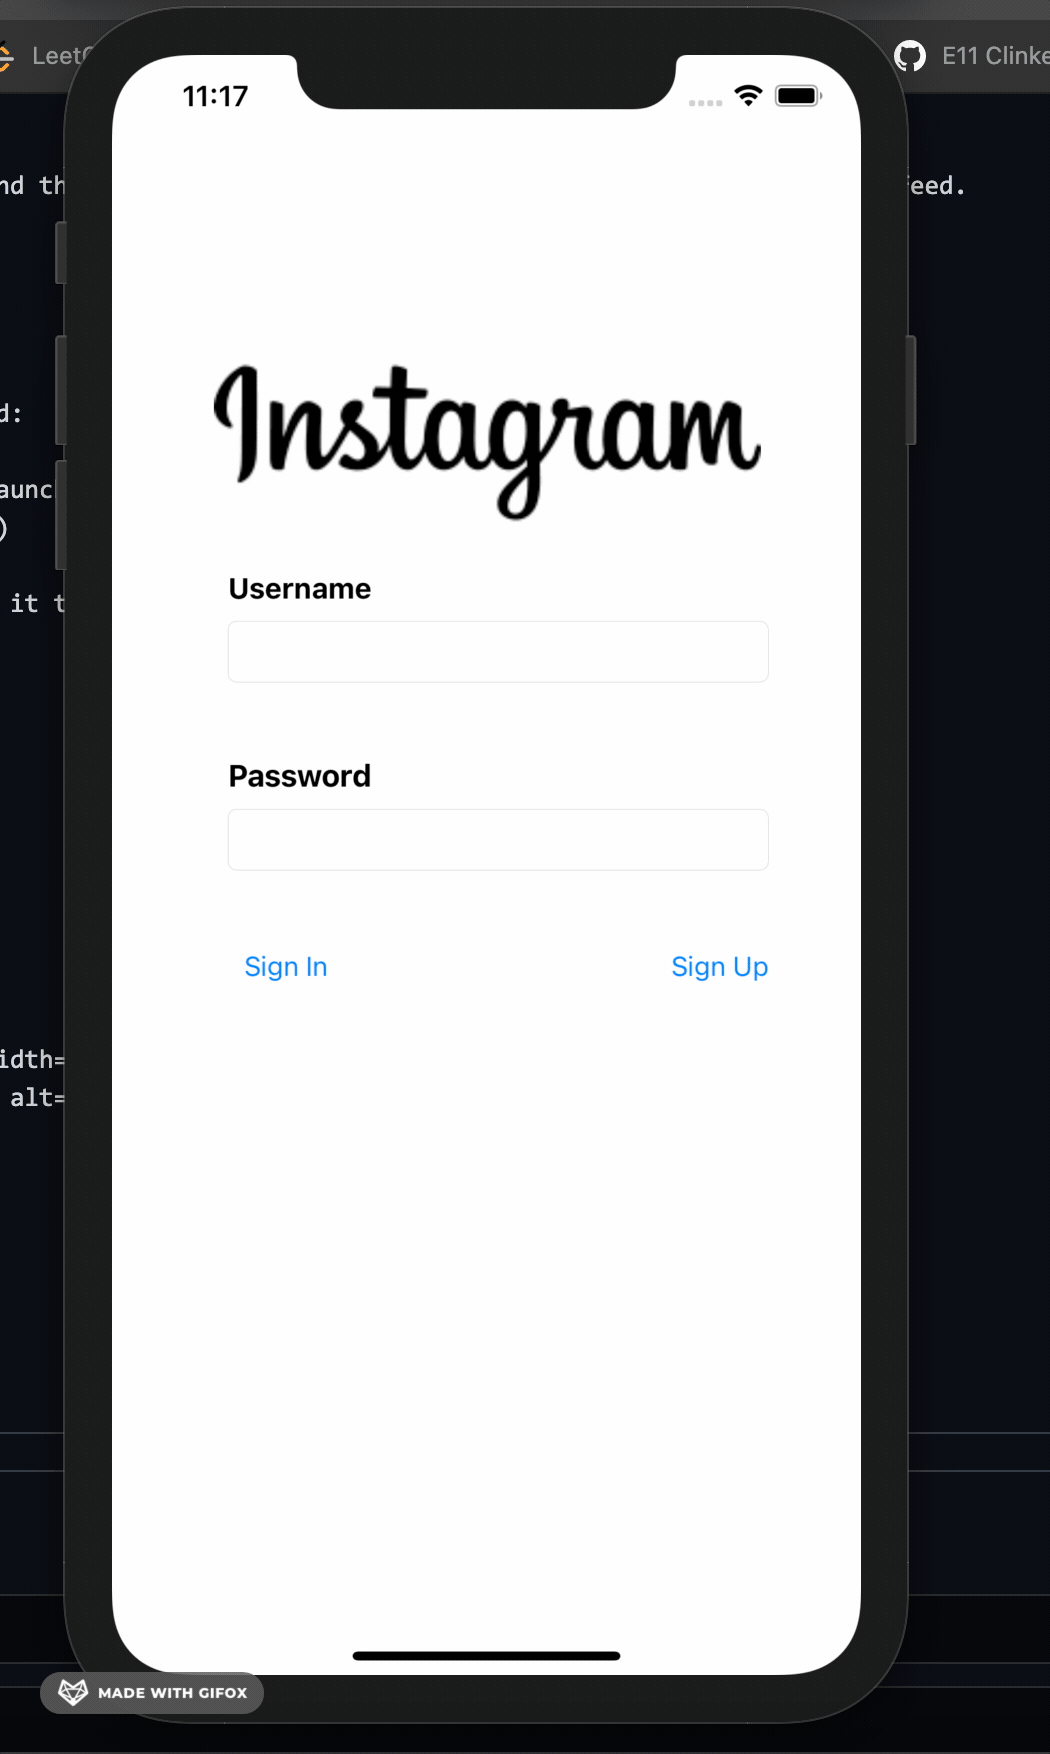 E11 Clinke
11:17
nd th
eed.
Instagram
d:
aunc
)
Username
it t
Password
Sign In
Sign Up
idth=
alt=
MADE WITH GIFOX